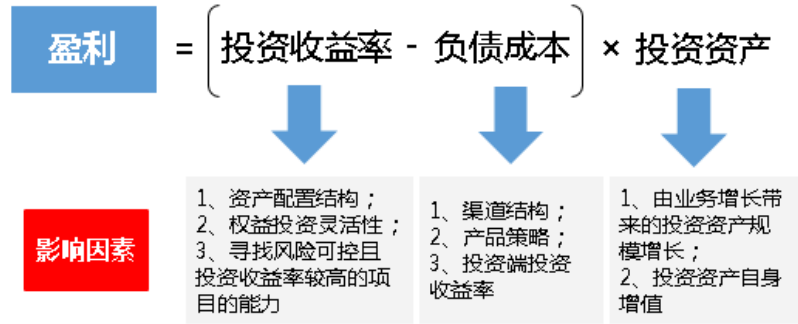 盈利 = （投资收益率 - 负债成本） × 投资资产
影响因素
1、资产配置结构；
2、权益投资灵活性；
3、寻找风险可控且
投资收益率较高的项
目的能力
1、渠道结构；
2、产品策略；
3、投资端投资
收益率
1、由业务增长带
来的投资资产规
模增长；
2、投资资产自身
增值